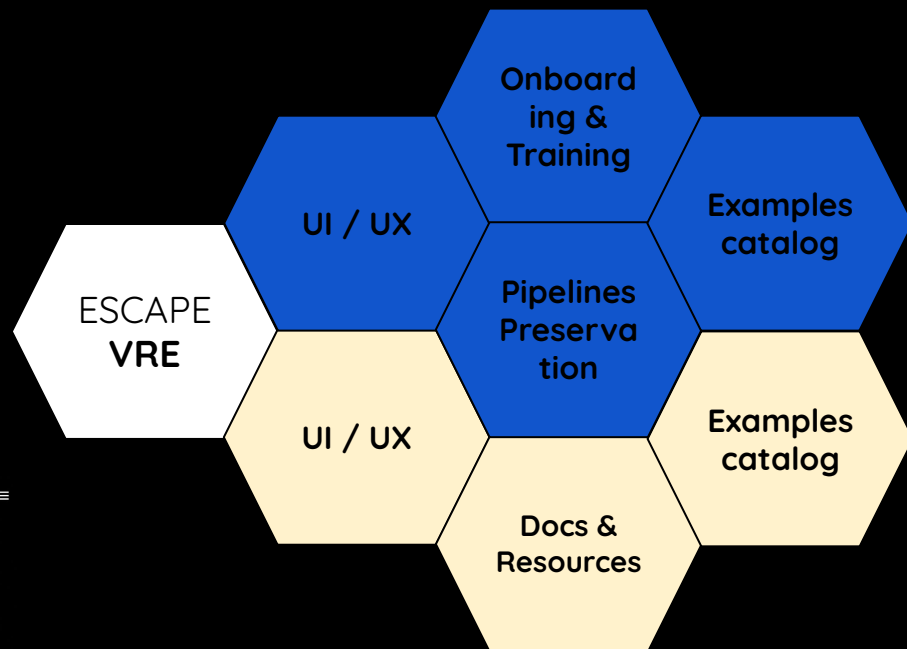 Onboard
ing &
Training
UI / UX
Examples
catalog
ESCAPE
VRE
Pipelines
Preserva
tion
UI / UX
Examples
catalog
Docs &
Resources